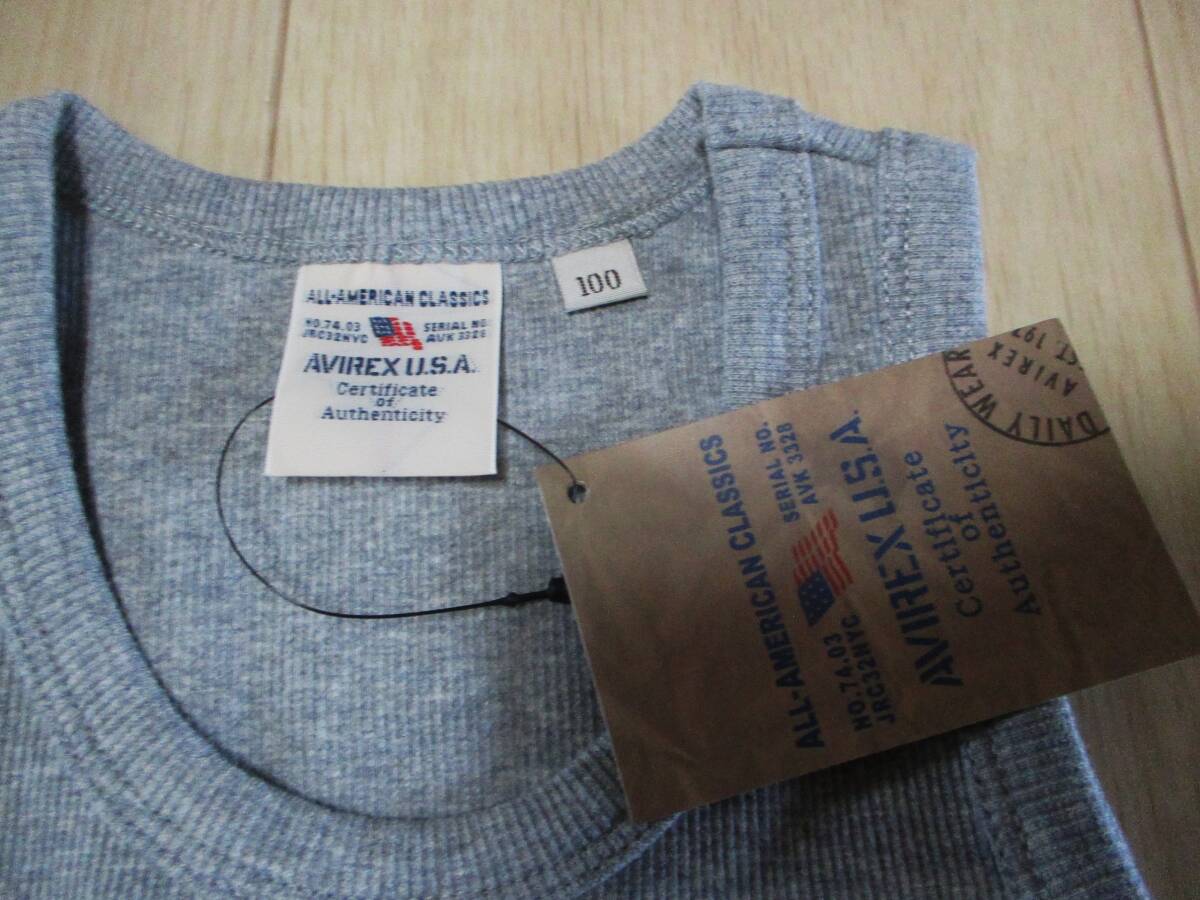 ALL-AMERICAN CLASSICS
NO.74.03
JRC32NYC
SERIAL NO.
AVK 3328
AVIREX U.S.A.
Certificate
of
Authenticity
100
ALL-AMERICAN CLASSICS
NO.74.03
JRC32NYC
SERIAL NO.
AVK 3328
AVIREX U.S.A.
Certificate
of
Authenticity
DAILY WEAR
AVIREX